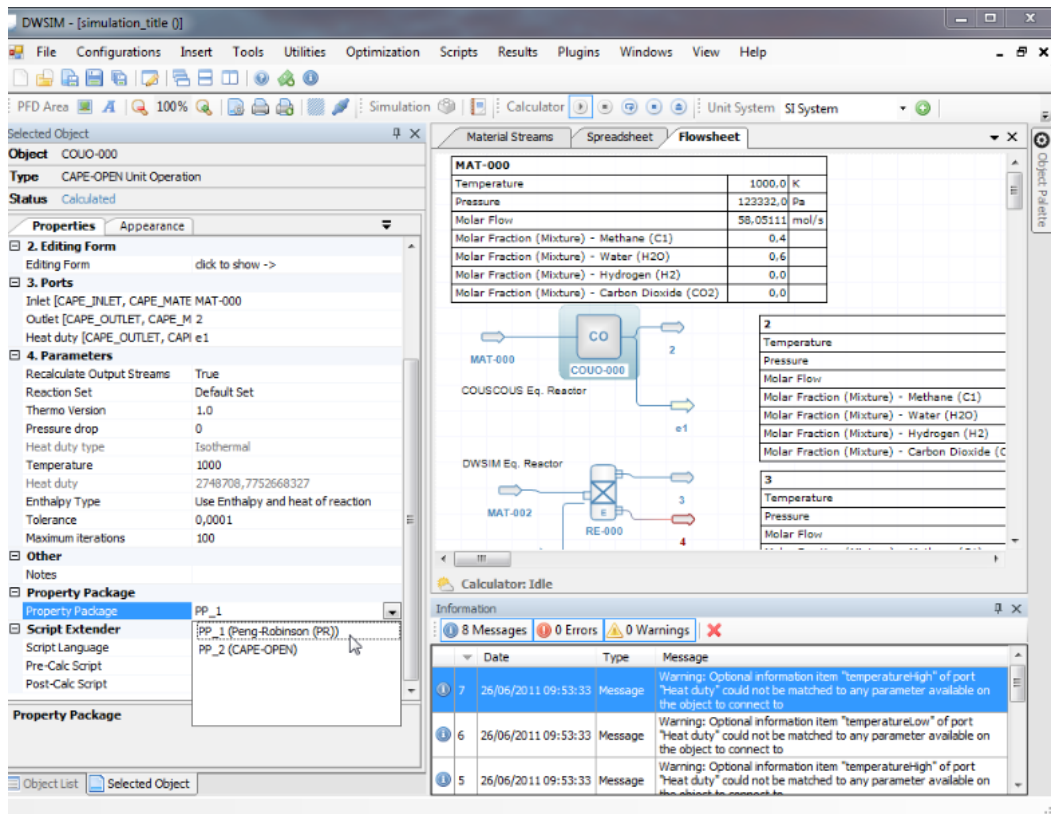 DWSIM - [simulation_title ()]
File Configurations Insert Tools Utilities Optimization Scripts Results Plugins Windows View Help
PFD Area A 100% Simulation Calculator Unit System SI System
Selected Object
Object COUO-000
Type CAPE-OPEN Unit Operation
Status Calculated
Properties Appearance
2. Editing Form
Editing Form click to show ->
3. Ports
Inlet [CAPE_INLET, CAPE_MATE MAT-000
Outlet [CAPE_OUTLET, CAPE_M 2
Heat duty [CAPE_OUTLET, CAPI e1
4. Parameters
Recalculate Output Streams True
Reaction Set Default Set
Thermo Version 1.0
Pressure drop 0
Heat duty type Isothermal
Temperature 1000
Heat duty 2748708,7752668327
Enthalpy Type Use Enthalpy and heat of reaction
Tolerance 0,0001
Maximum iterations 100
Other
Notes
Property Package
Property Package PP_1
Script Extender PP_1 (Peng-Robinson (PR))
Script Language PP_2 (CAPE-OPEN)
Pre-Calc Script
Post-Calc Script
Property Package
Object List Selected Object
Material Streams Spreadsheet Flowsheet
MAT-000
Temperature 1000,0 K
Pressure 123332,0 Pa
Molar Flow 58,05111 mol/s
Molar Fraction (Mixture) - Methane (C1) 0,4
Molar Fraction (Mixture) - Water (H2O) 0,6
Molar Fraction (Mixture) - Hydrogen (H2) 0,0
Molar Fraction (Mixture) - Carbon Dioxide (CO2) 0,0
CO
MAT-000
COUO-000
2
COUSCOUS Eq. Reactor
e1
2
Temperature
Pressure
Molar Flow
Molar Fraction (Mixture) - Methane (C1)
Molar Fraction (Mixture) - Water (H2O)
Molar Fraction (Mixture) - Hydrogen (H2)
Molar Fraction (Mixture) - Carbon Dioxide (C
DWSIM Eq. Reactor
MAT-002
E
RE-000
3
4
3
Temperature
Pressure
Molar Flow
Calculator: Idle
Object Palette
Information
8 Messages 0 Errors 0 Warnings
Date Type Message
7 26/06/2011 09:53:33 Message Warning: Optional information item "temperatureHigh" of port
"Heat duty" could not be matched to any parameter available on
the object to connect to
6 26/06/2011 09:53:33 Message Warning: Optional information item "temperatureLow" of port
"Heat duty" could not be matched to any parameter available on
the object to connect to
5 26/06/2011 09:53:33 Message Warning: Optional information item "temperatureHigh" of port
"Heat duty" could not be matched to any parameter available on
the object to connect to